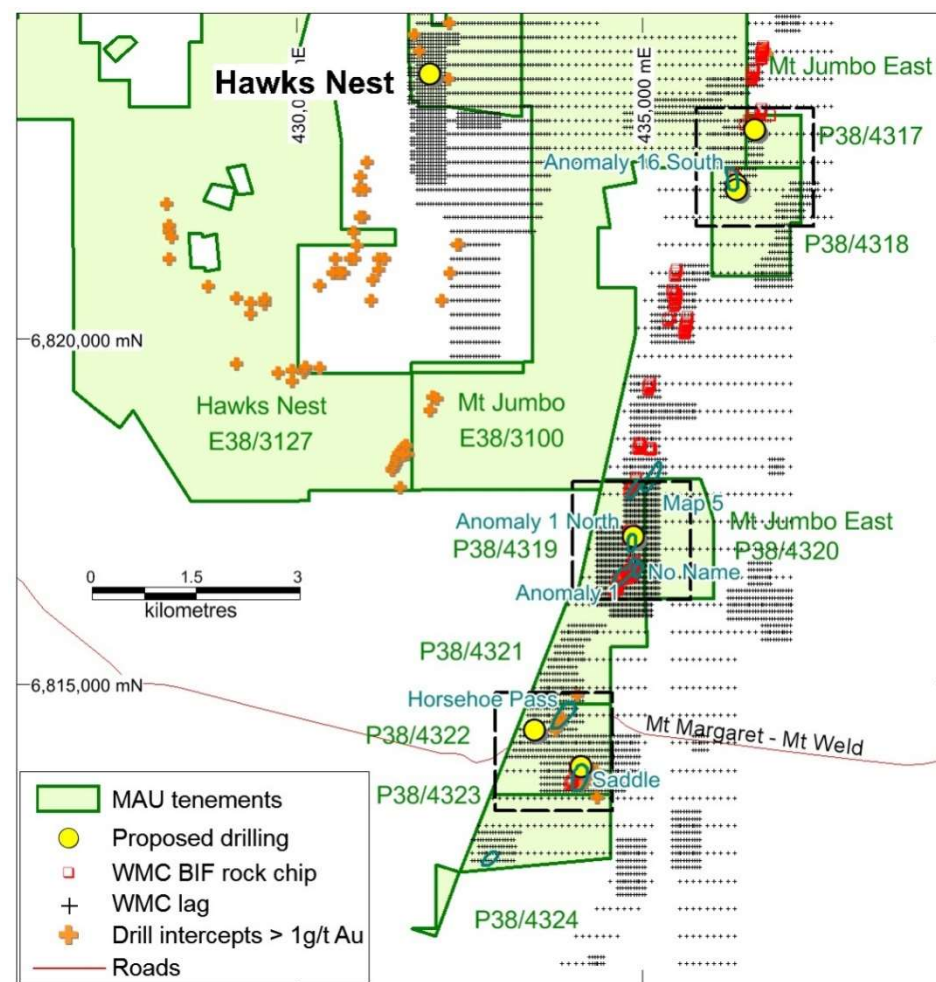 Hawks Nest
430,0
435,000 mE
Mt Jumbo East
P38/4317
Anomaly 16 South
P38/4318
6,820,000 mN
Hawks Nest
E38/3127
Mt Jumbo
E38/3100
Map 5
Anomaly 1 North
P38/4319
Mt Jumbo East
P38/4320
No Name
Anomaly 1
0 1.5 3
kilometres
P38/4321
6,815,000 mN
Horsehoe Pass
P38/4322
Mt Margaret - Mt Weld
P38/4323
Saddle
P38/4324
MAU tenements
Proposed drilling
WMC BIF rock chip
WMC lag
Drill intercepts > 1g/t Au
Roads